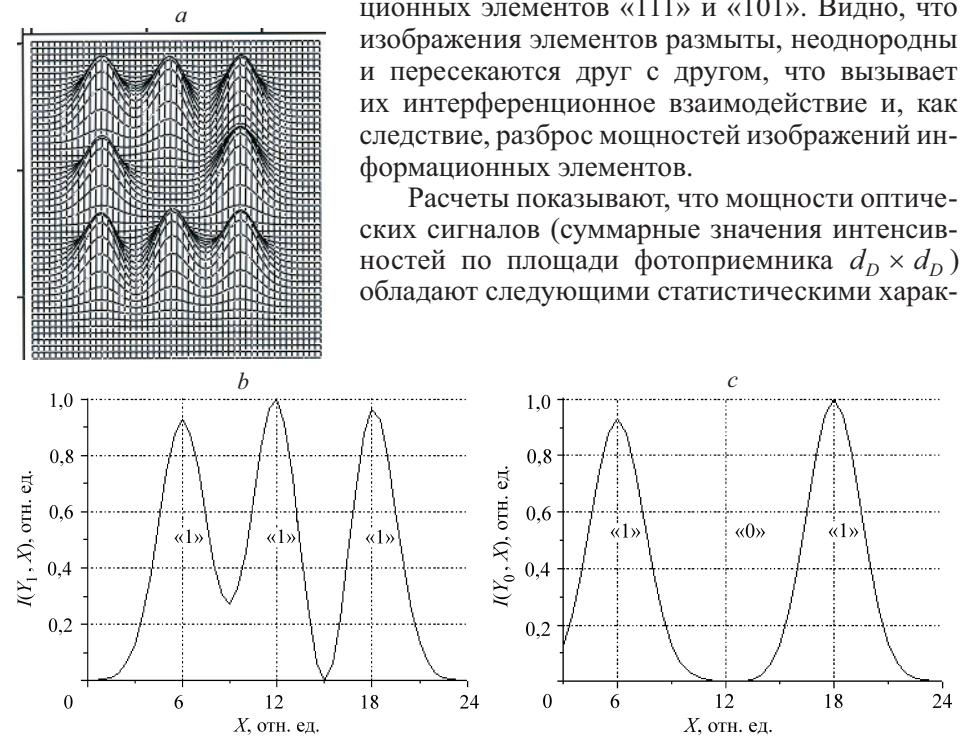 a
ционных элементов «111» и «101». Видно, что
изображения элементов размыты, неоднородны
и пересекаются друг с другом, что вызывает
их интерференционное взаимодействие и, как
следствие, разброс мощностей изображений ин-
формационных элементов.
Расчеты показывают, что мощности оптиче-
ских сигналов (суммарные значения интенсив-
ностей по площади фотоприемника d_D × d_D)
обладают следующими статистическими харак-
b
1,0
0,8
0,6
0,4
0,2
0
6
12
18
24
I(Y_1, X), отн. ед.
«1»
«1»
«1»
X, отн. ед.
c
1,0
0,8
0,6
0,4
0,2
0
6
12
18
24
I(Y_0, X), отн. ед.
«1»
«0»
«1»
X, отн. ед.